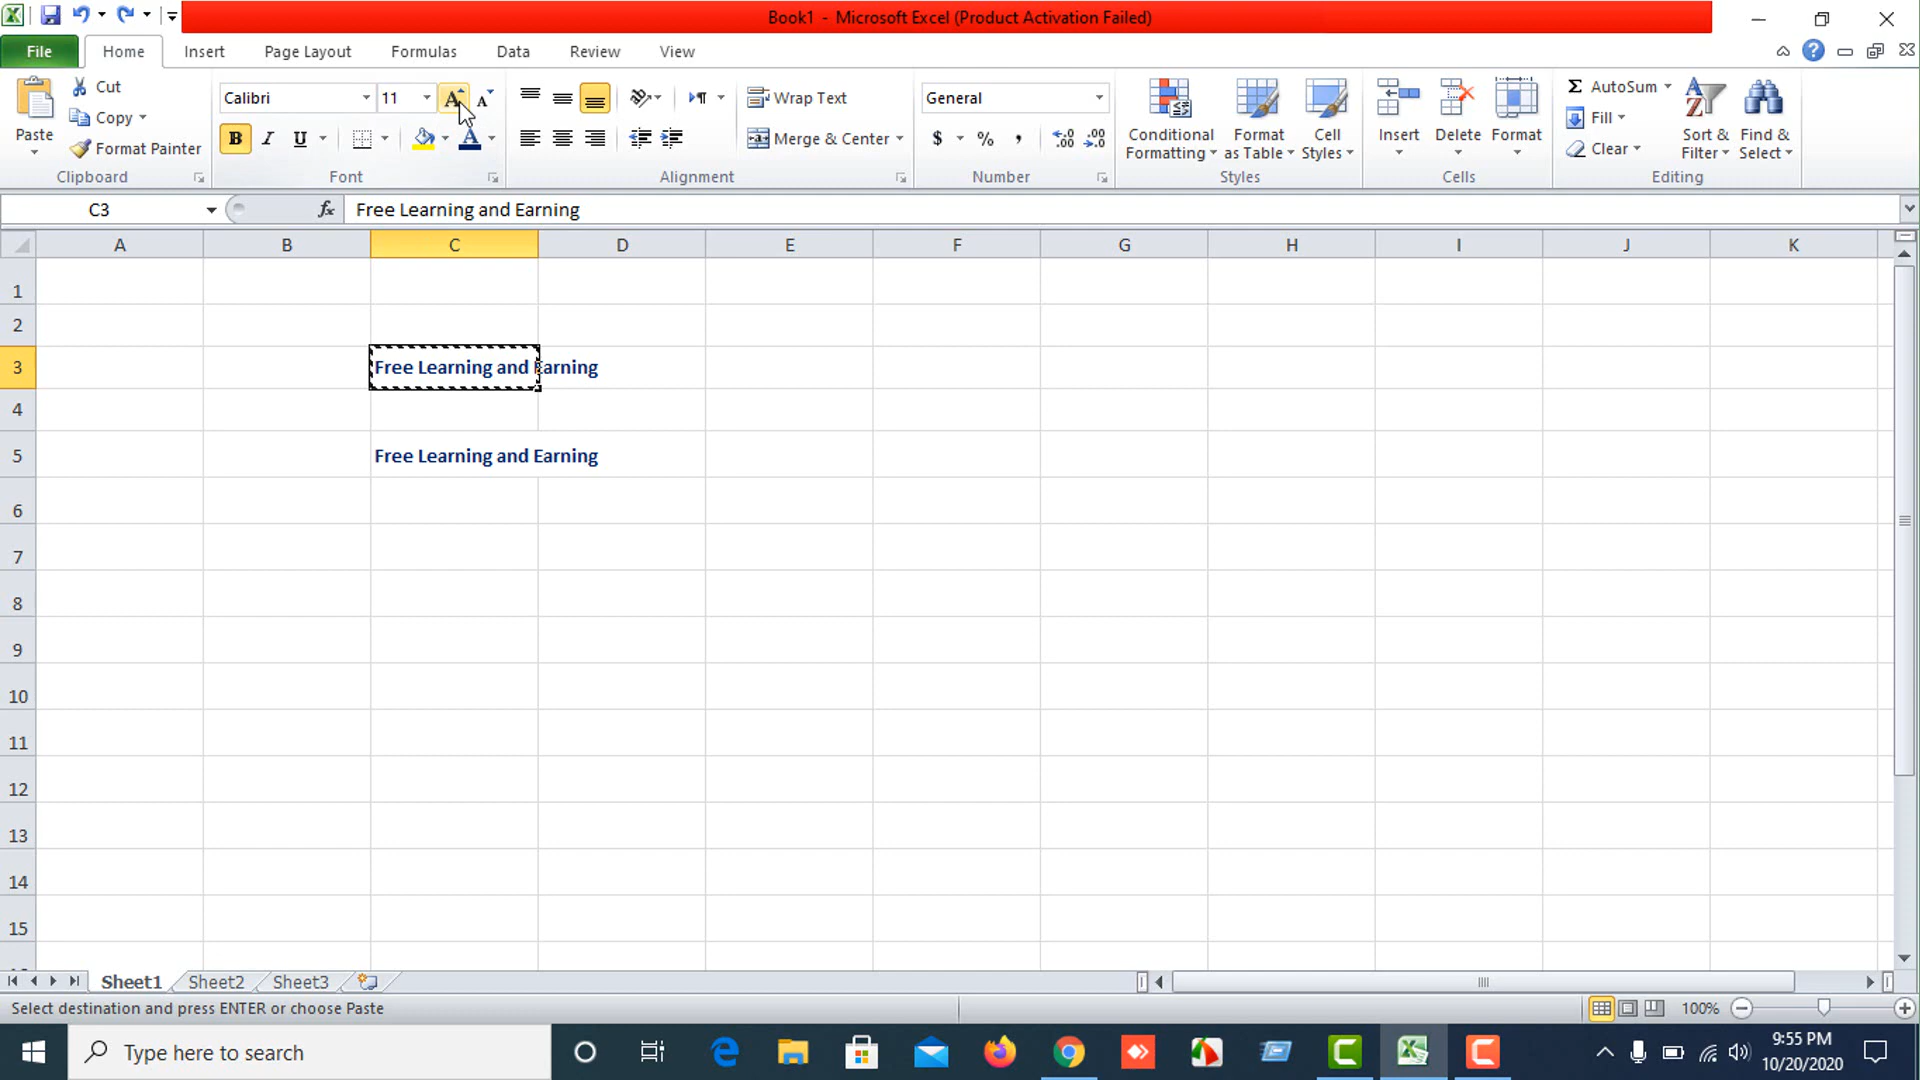 Book1 - Microsoft Excel (Product Activation Failed)
File Home Insert Page Layout Formulas Data Review View
Paste
Cut
Copy
Format Painter
Clipboard
Calibri 11
B I U
Font
Wrap Text
Merge & Center
Alignment
General
$ % ,
Number
Conditional Formatting
Format as Table
Cell Styles
Styles
Insert
Delete
Format
Cells
AutoSum
Fill
Clear
Sort & Filter
Find & Select
Editing
C3 fx Free Learning and Earning
A B C D E F G H I J K
1
2
3 Free Learning and Earning
4
5 Free Learning and Earning
6
7
8
9
10
11
12
13
14
15
Sheet1 Sheet2 Sheet3
Select destination and press ENTER or choose Paste
100%
Type here to search
9:55 PM
10/20/2020